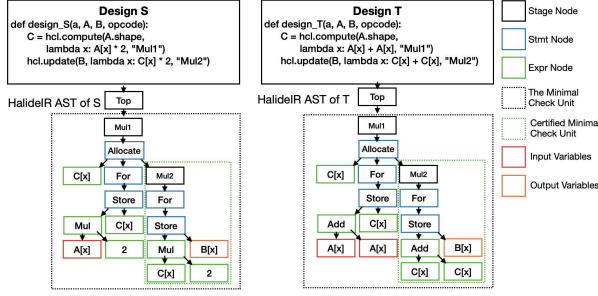 Design S
def design_S(a, A, B, opcode):
C = hcl.compute(A.shape,
lambda x: A[x] * 2, "Mul1")
hcl.update(B, lambda x: C[x] * 2, "Mul2")
Design T
def design_T(a, A, B, opcode):
C = hcl.compute(A.shape,
lambda x: A[x] + A[x], "Mul1")
hcl.update(B, lambda x: C[x] + C[x], "Mul2")
HalideIR AST of S
Top
Mul1
Allocate
C[x]
For
Mul2
Store
For
Mul
C[x]
Store
A[x]
2
Mul
B[x]
C[x]
2
HalideIR AST of T
Top
Mul1
Allocate
C[x]
For
Mul2
Store
For
Add
C[x]
Store
A[x]
A[x]
Add
B[x]
C[x]
C[x]
Stage Node
Stmt Node
Expr Node
The Minimal
Check Unit
Certified Minimal
Check Unit
Input Variables
Output Variables